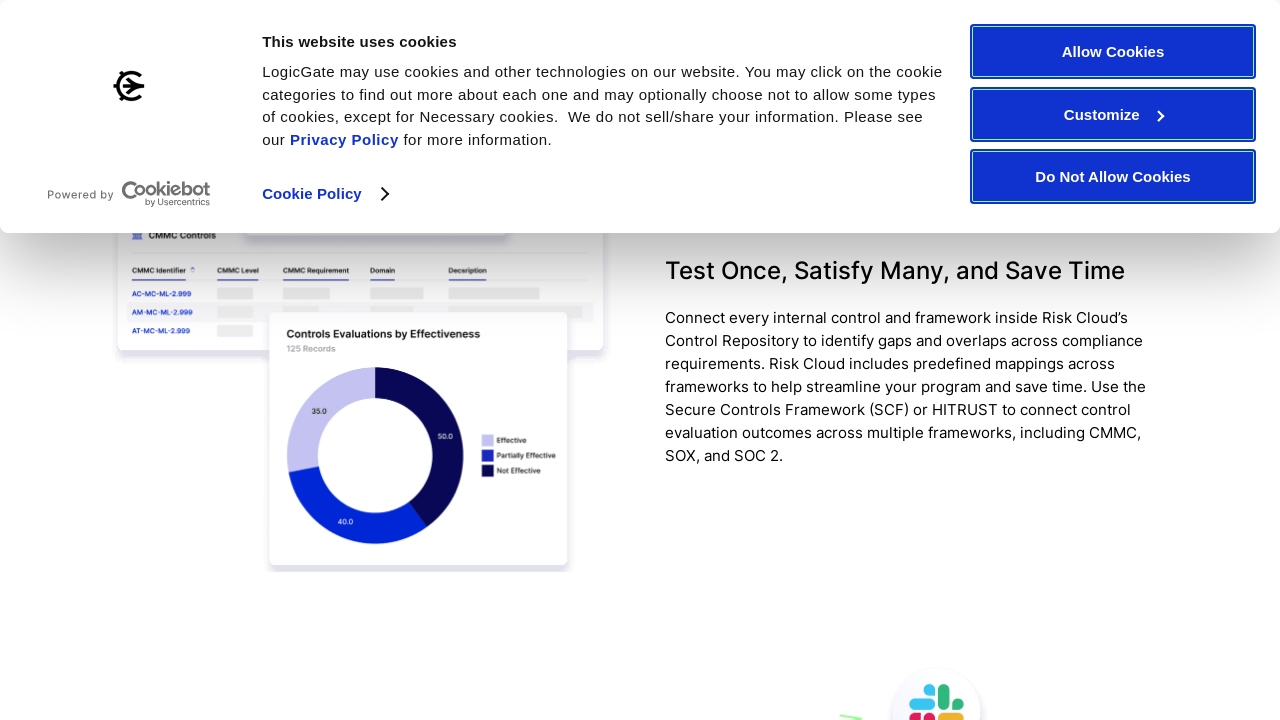 This website uses cookies
LogicGate may use cookies and other technologies on our website. You may click on the cookie
categories to find out more about each one and may optionally choose not to allow some types
of cookies, except for Necessary cookies.  We do not sell/share your information. Please see
our Privacy Policy for more information.
Cookie Policy
Powered by Cookiebot
by Usercentrics
Allow Cookies
Customize
Do Not Allow Cookies
CMMC Controls
CMMC Identifier CMMC Level CMMC Requirement Domain Decsription
AC-MC-ML-2.999
AM-MC-ML-2.999
AT-MC-ML-2.999
Controls Evaluations by Effectiveness
125 Records
35.0
50.0
40.0
Effective
Partially Effective
Not Effective
Test Once, Satisfy Many, and Save Time
Connect every internal control and framework inside Risk Cloud’s
Control Repository to identify gaps and overlaps across compliance
requirements. Risk Cloud includes predefined mappings across
frameworks to help streamline your program and save time. Use the
Secure Controls Framework (SCF) or HITRUST to connect control
evaluation outcomes across multiple frameworks, including CMMC,
SOX, and SOC 2.